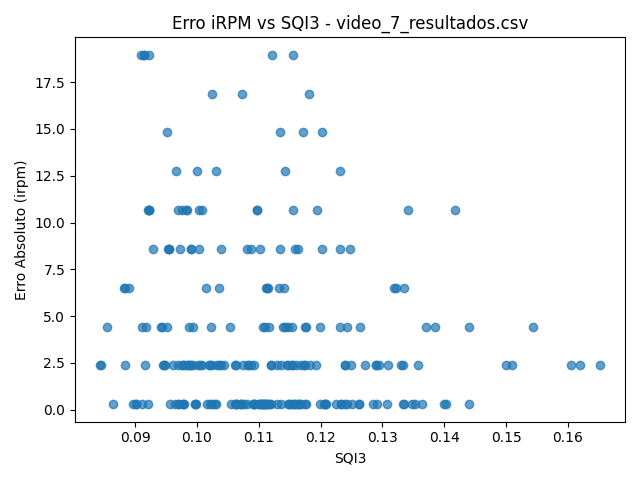 Erro iRPM vs SQI3 - video_7_resultados.csv
Erro Absoluto (irpm)
17.5
15.0
12.5
10.0
7.5
5.0
2.5
0.0
0.09 0.10 0.11 0.12 0.13 0.14 0.15 0.16
SQI3